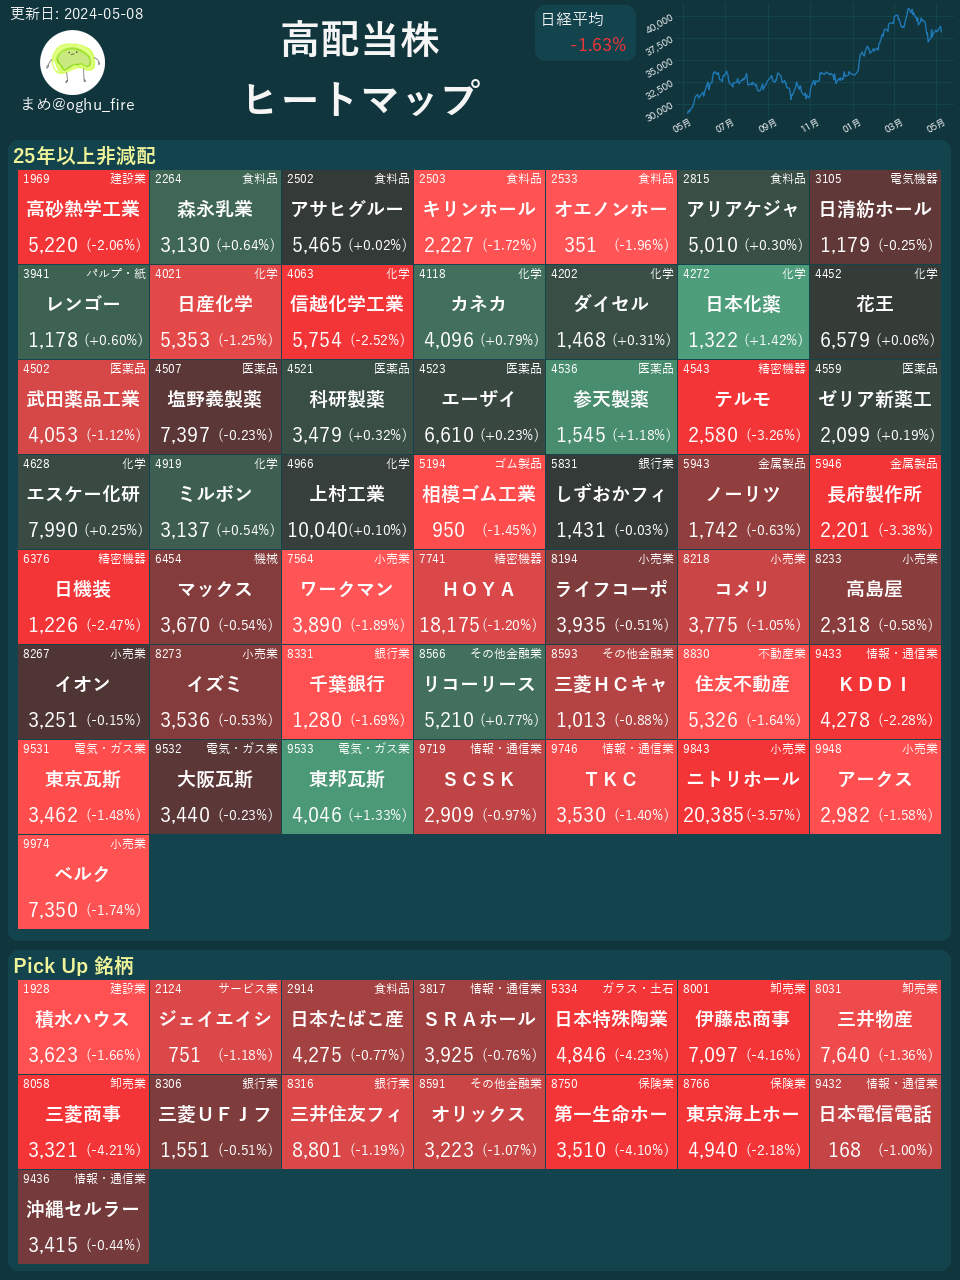 更新日: 2024-05-08
まめ@oghu_fire
高配当株
ヒートマップ
日経平均
-1.63%
40,000
37,500
35,000
32,500
30,000
05月 07月 09月 11月 01月 03月 05月
25年以上非減配
1969 建設業
高砂熱学工業
5,220 (-2.06%)
2264 食料品
森永乳業
3,130 (+0.64%)
2502 食料品
アサヒグルー
5,465 (+0.02%)
2503 食料品
キリンホール
2,227 (-1.72%)
2533 食料品
オエノンホー
351 (-1.96%)
2815 食料品
アリアケジャ
5,010 (+0.30%)
3105 電気機器
日清紡ホール
1,179 (-0.25%)
3941 パルプ・紙
レンゴー
1,178 (+0.60%)
4021 化学
日産化学
5,353 (-1.25%)
4063 化学
信越化学工業
5,754 (-2.52%)
4118 化学
カネカ
4,096 (+0.79%)
4202 化学
ダイセル
1,468 (+0.31%)
4272 化学
日本化薬
1,322 (+1.42%)
4452 化学
花王
6,579 (+0.06%)
4502 医薬品
武田薬品工業
4,053 (-1.12%)
4507 医薬品
塩野義製薬
7,397 (-0.23%)
4521 医薬品
科研製薬
3,479 (+0.32%)
4523 医薬品
エーザイ
6,610 (+0.23%)
4536 医薬品
参天製薬
1,545 (+1.18%)
4543 精密機器
テルモ
2,580 (-3.26%)
4559 医薬品
ゼリア新薬工
2,099 (+0.19%)
4628 化学
エスケー化研
7,990 (+0.25%)
4919 化学
ミルボン
3,137 (+0.54%)
4966 化学
上村工業
10,040 (+0.10%)
5194 ゴム製品
相模ゴム工業
950 (-1.45%)
5831 銀行業
しずおかフィ
1,431 (-0.03%)
5943 金属製品
ノーリツ
1,742 (-0.63%)
5946 金属製品
長府製作所
2,201 (-3.38%)
6376 精密機器
日機装
1,226 (-2.47%)
6454 機械
マックス
3,670 (-0.54%)
7564 小売業
ワークマン
3,890 (-1.89%)
7741 精密機器
ＨＯＹＡ
18,175 (-1.20%)
8194 小売業
ライフコーポ
3,935 (-0.51%)
8218 小売業
コメリ
3,775 (-1.05%)
8233 小売業
高島屋
2,318 (-0.58%)
8267 小売業
イオン
3,251 (-0.15%)
8273 小売業
イズミ
3,536 (-0.53%)
8331 銀行業
千葉銀行
1,280 (-1.69%)
8566 その他金融業
リコーリース
5,210 (+0.77%)
8593 その他金融業
三菱ＨＣキャ
1,013 (-0.88%)
8830 不動産業
住友不動産
5,326 (-1.64%)
9433 情報・通信業
ＫＤＤＩ
4,278 (-2.28%)
9531 電気・ガス業
東京瓦斯
3,462 (-1.48%)
9532 電気・ガス業
大阪瓦斯
3,440 (-0.23%)
9533 電気・ガス業
東邦瓦斯
4,046 (+1.33%)
9719 情報・通信業
ＳＣＳＫ
2,909 (-0.97%)
9746 情報・通信業
ＴＫＣ
3,530 (-1.40%)
9843 小売業
ニトリホール
20,385 (-3.57%)
9948 小売業
アークス
2,982 (-1.58%)
9974 小売業
ベルク
7,350 (-1.74%)
Pick Up 銘柄
1928 建設業
積水ハウス
3,623 (-1.66%)
2124 サービス業
ジェイエイシ
751 (-1.18%)
2914 食料品
日本たばこ産
4,275 (-0.77%)
3817 情報・通信業
ＳＲＡホール
3,925 (-0.76%)
5334 ガラス・土石
日本特殊陶業
4,846 (-4.23%)
8001 卸売業
伊藤忠商事
7,097 (-4.16%)
8031 卸売業
三井物産
7,640 (-1.36%)
8058 卸売業
三菱商事
3,321 (-4.21%)
8306 銀行業
三菱ＵＦＪフ
1,551 (-0.51%)
8316 銀行業
三井住友フィ
8,801 (-1.19%)
8591 その他金融業
オリックス
3,223 (-1.07%)
8750 保険業
第一生命ホー
3,510 (-4.10%)
8766 保険業
東京海上ホー
4,940 (-2.18%)
9432 情報・通信業
日本電信電話
168 (-1.00%)
9436 情報・通信業
沖縄セルラー
3,415 (-0.44%)